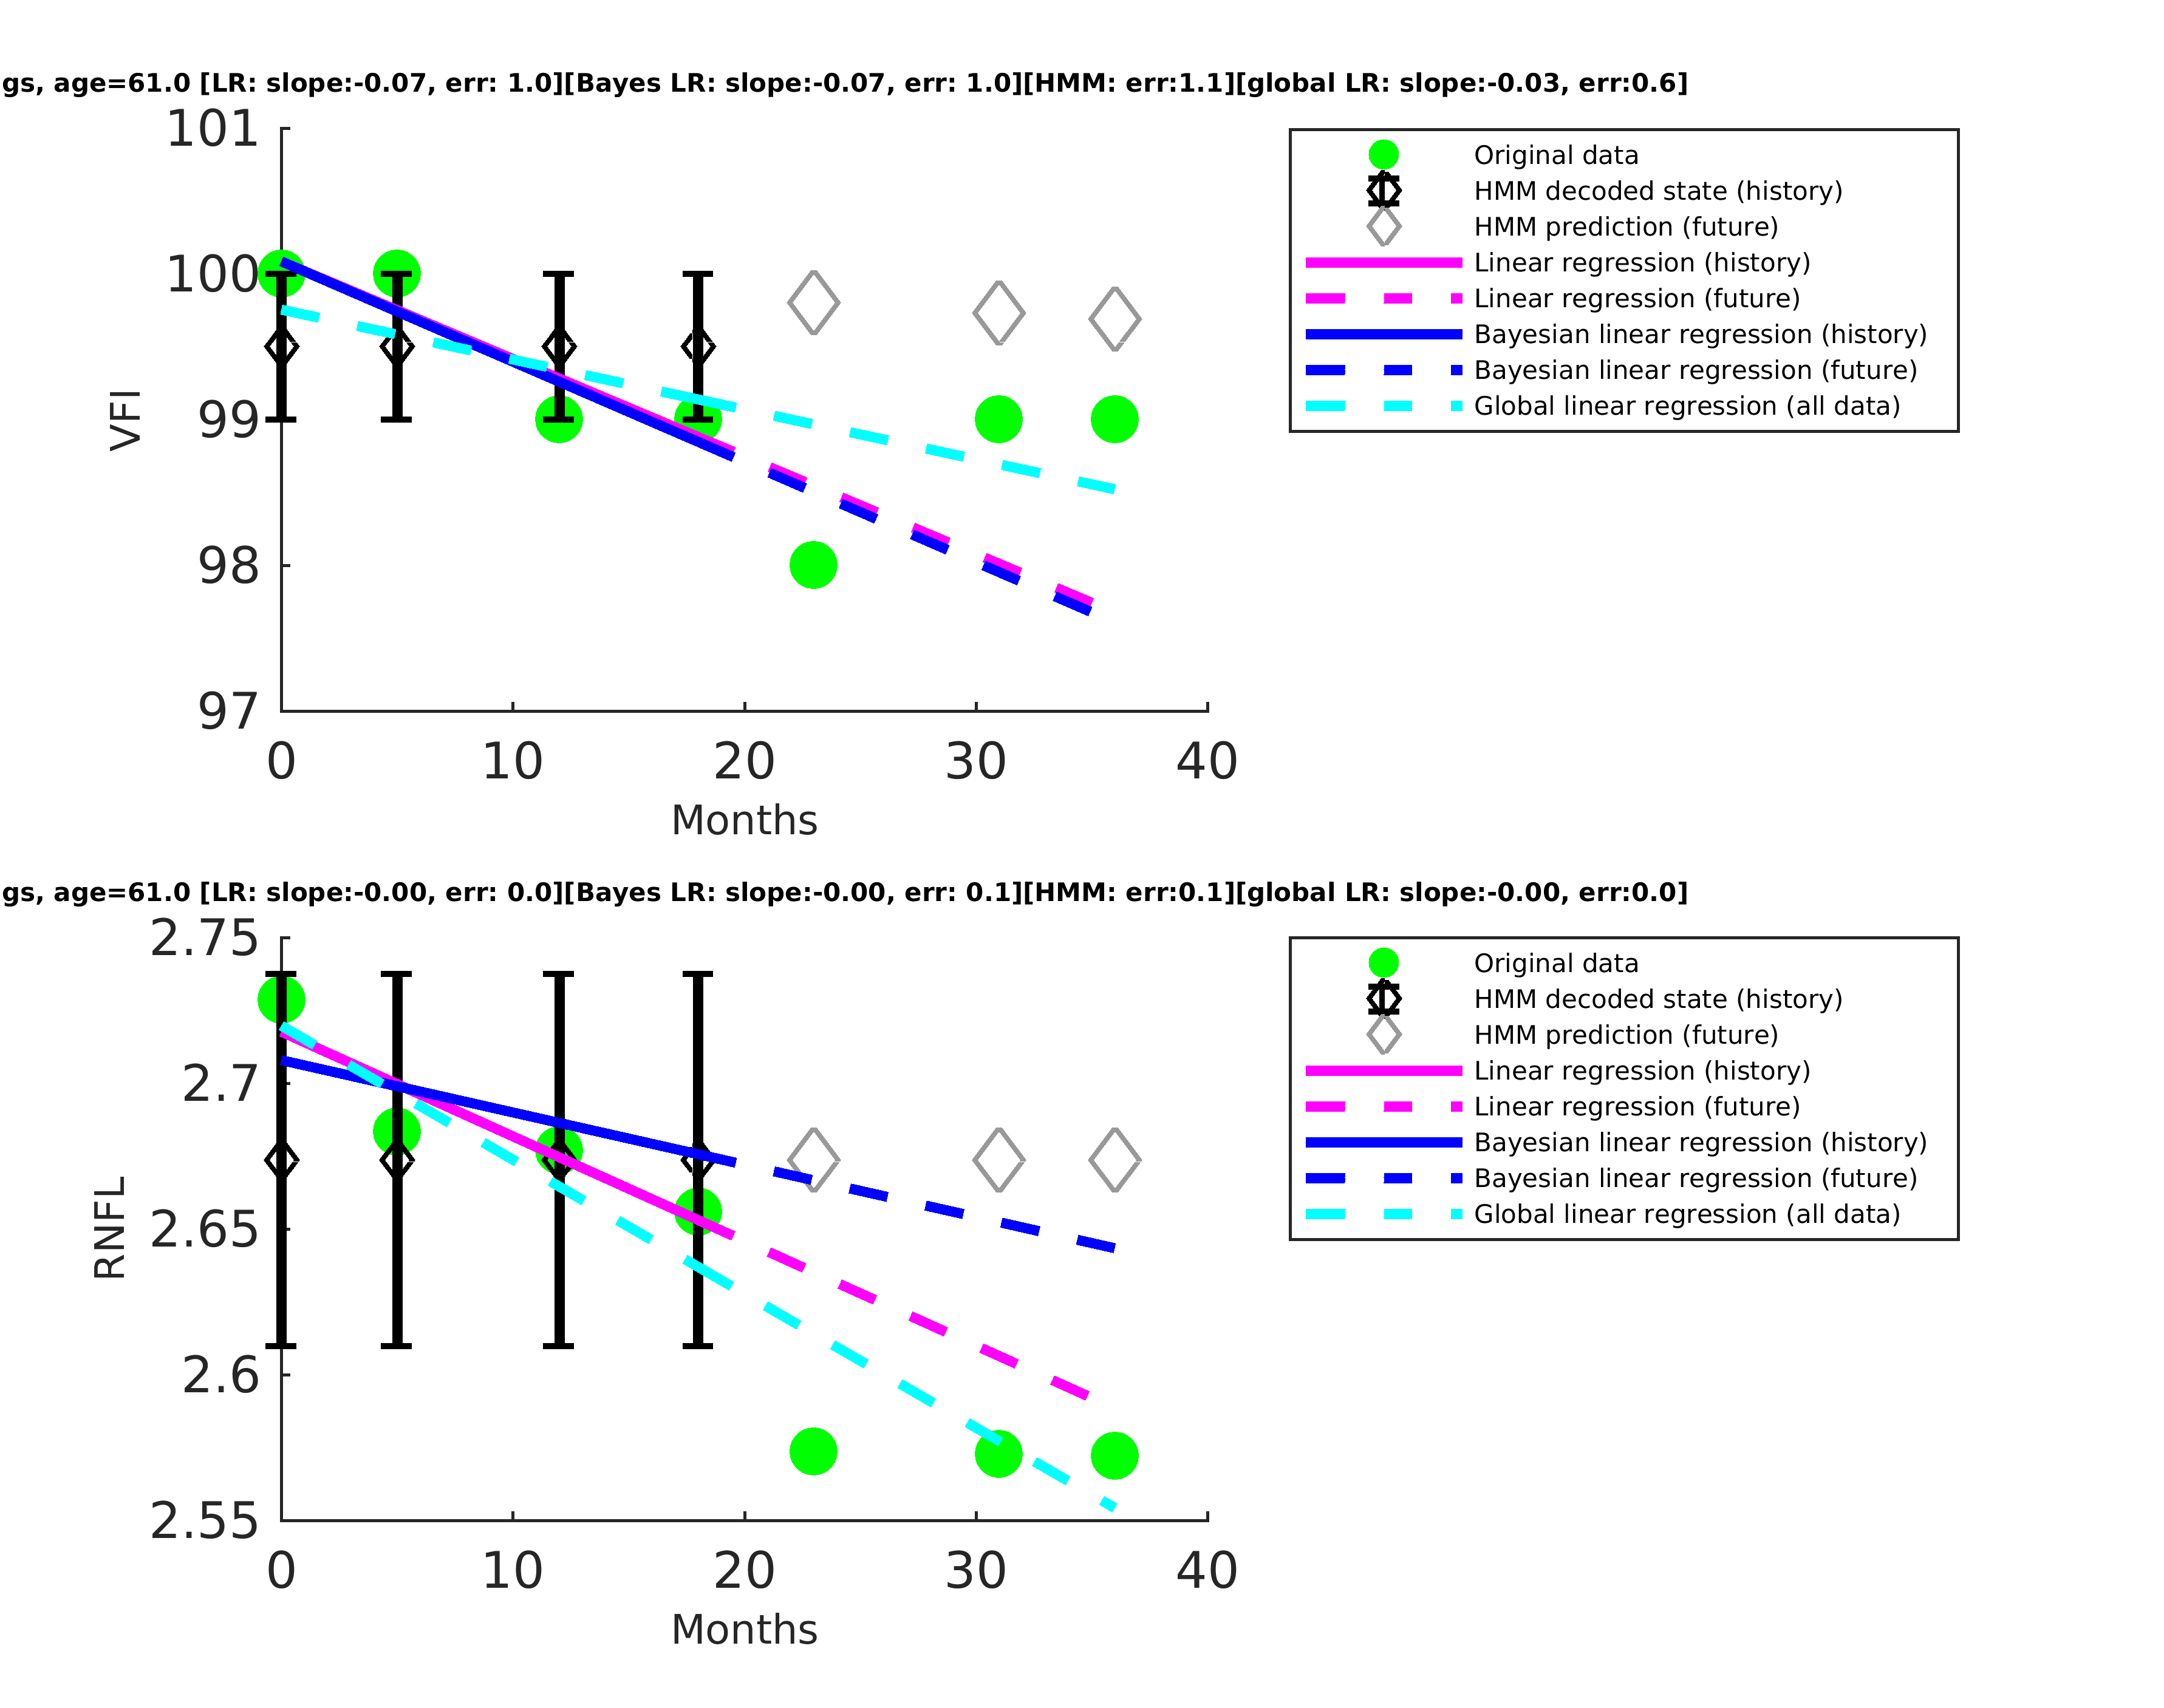 gs, age=61.0 [LR: slope:-0.07, err: 1.0][Bayes LR: slope:-0.07, err: 1.0][HMM: err:1.1][global LR: slope:-0.03, err:0.6]
101
100
99
98
97
VFI
0 10 20 30 40
Months
Original data
HMM decoded state (history)
HMM prediction (future)
Linear regression (history)
Linear regression (future)
Bayesian linear regression (history)
Bayesian linear regression (future)
Global linear regression (all data)
gs, age=61.0 [LR: slope:-0.00, err: 0.0][Bayes LR: slope:-0.00, err: 0.1][HMM: err:0.1][global LR: slope:-0.00, err:0.0]
2.75
2.7
2.65
2.6
2.55
RNFL
0 10 20 30 40
Months
Original data
HMM decoded state (history)
HMM prediction (future)
Linear regression (history)
Linear regression (future)
Bayesian linear regression (history)
Bayesian linear regression (future)
Global linear regression (all data)